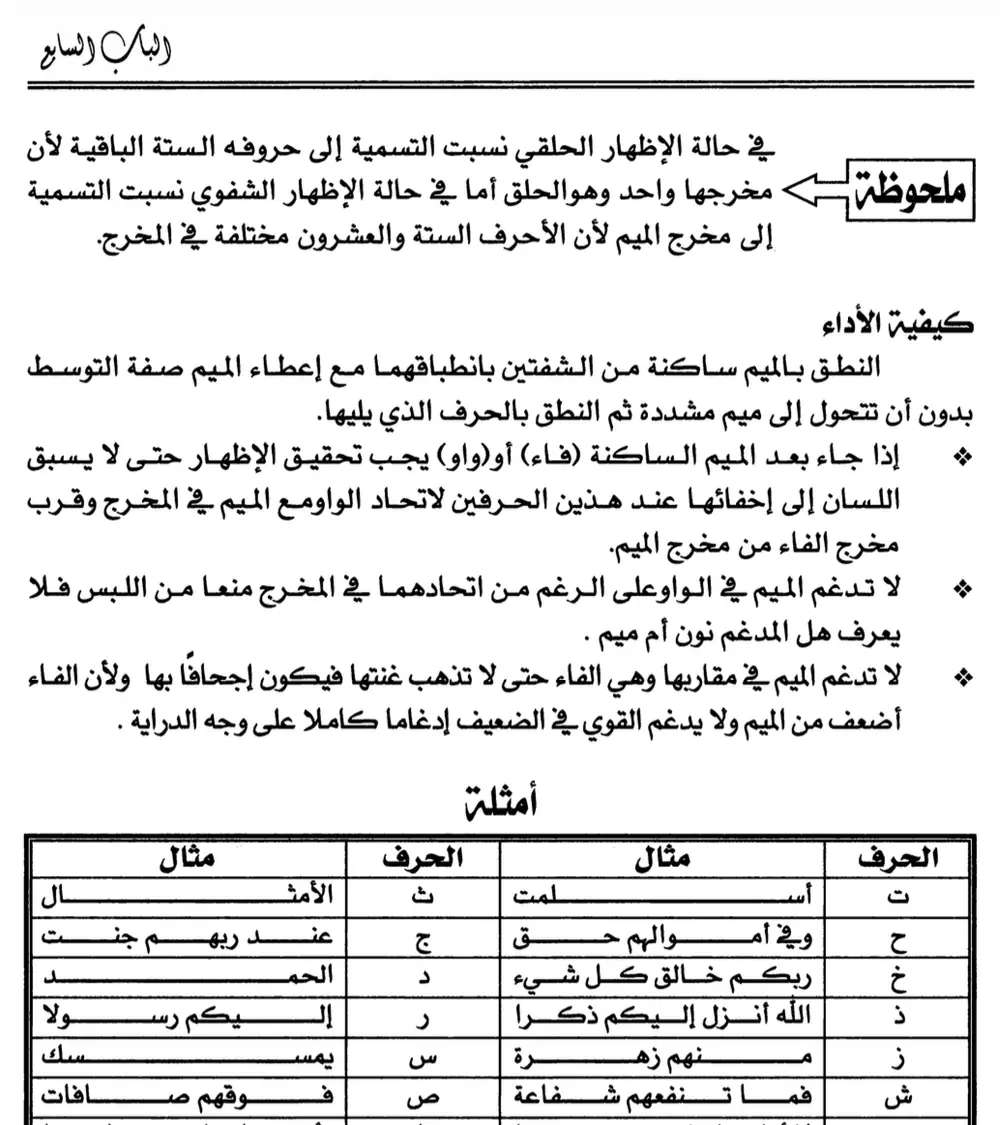 الباب السابع
ملحوظة
في حالة الإظهار الحلقي نسبت التسمية إلى حروفه الستة الباقية لأن
مخرجها واحد وهوالحلق أما في حالة الإظهار الشفوي نسبت التسمية
إلى مخرج الميم لأن الأحرف الستة والعشرون مختلفة في المخرج.
كيفية الأداء
النطق بالميم ساكنة من الشفتين بانطباقهما مع إعطاء الميم صفة التوسط
بدون أن تتحول إلى ميم مشددة ثم النطق بالحرف الذي يليها.
❖ إذا جاء بعد الميم الساكنة (فاء) أو(واو) يجب تحقيق الإظهار حتى لا يسبق
اللسان إلى إخفائها عند هذين الحرفين لاتحاد الواومع الميم في المخرج وقرب
مخرج الفاء من مخرج الميم.
❖ لا تدغم الميم في الواوعلى الرغم من اتحادهما في المخرج منعا من اللبس فلا
يعرف هل المدغم نون أم ميم .
❖ لا تدغم الميم في مقاربها وهي الفاء حتى لا تذهب غنتها فيكون إجحافًا بها ولأن الفاء
أضعف من الميم ولا يدغم القوي في الضعيف إدغاما كاملا على وجه الدراية .
أمثلة
الحرف مثال الحرف مثال
ت أسلمت ث الأمثال
ح وفي أموالهم حق ج عند ربهم جنت
خ ربكم خالق كل شيء د الحمد
ذ الله أنزل إليكم ذكرا ر إليكم رسولا
ز منهم زهرة س يمسسك
ش فما تنفعهم شفاعة ص فوقهم صافات